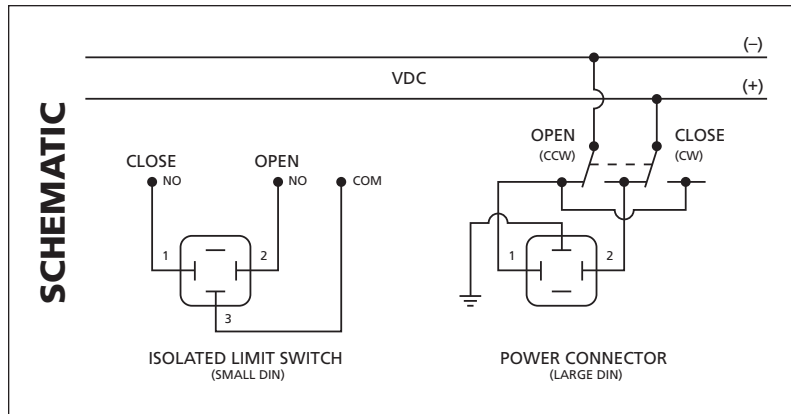 SCHEMATIC
(–)
VDC
(+)
OPEN
(CCW)
CLOSE
(CW)
CLOSE
NO
OPEN
NO
COM
1
2
3
1
2
ISOLATED LIMIT SWITCH
(SMALL DIN)
POWER CONNECTOR
(LARGE DIN)